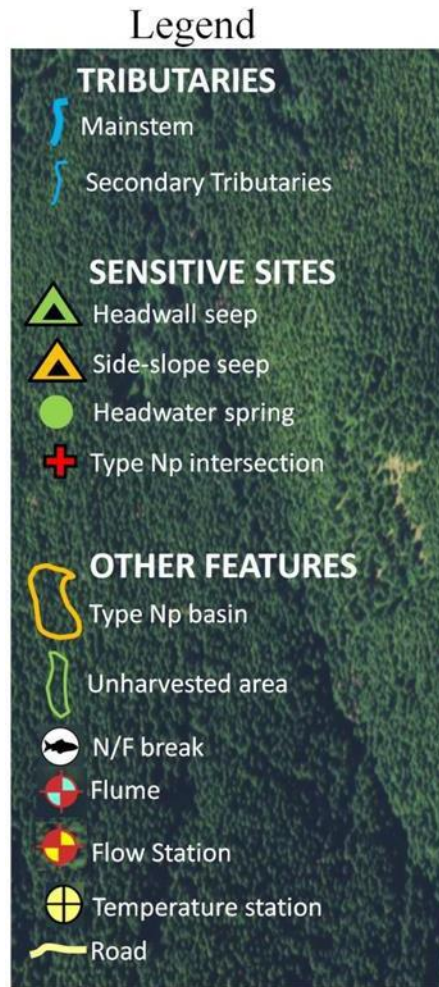 Legend
TRIBUTARIES
Mainstem
Secondary Tributaries
SENSITIVE SITES
Headwall seep
Side-slope seep
Headwater spring
Type Np intersection
OTHER FEATURES
Type Np basin
Unharvested area
N/F break
Flume
Flow Station
Temperature station
Road